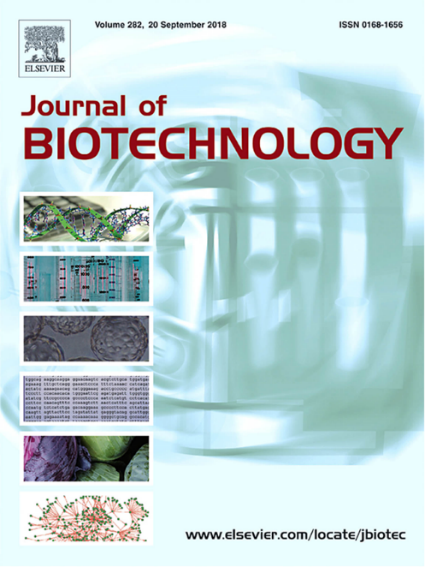 Volume 282, 20 September 2018
ISSN 0168-1656
ELSEVIER
Journal of
BIOTECHNOLOGY
www.elsevier.com/locate/jbiotec